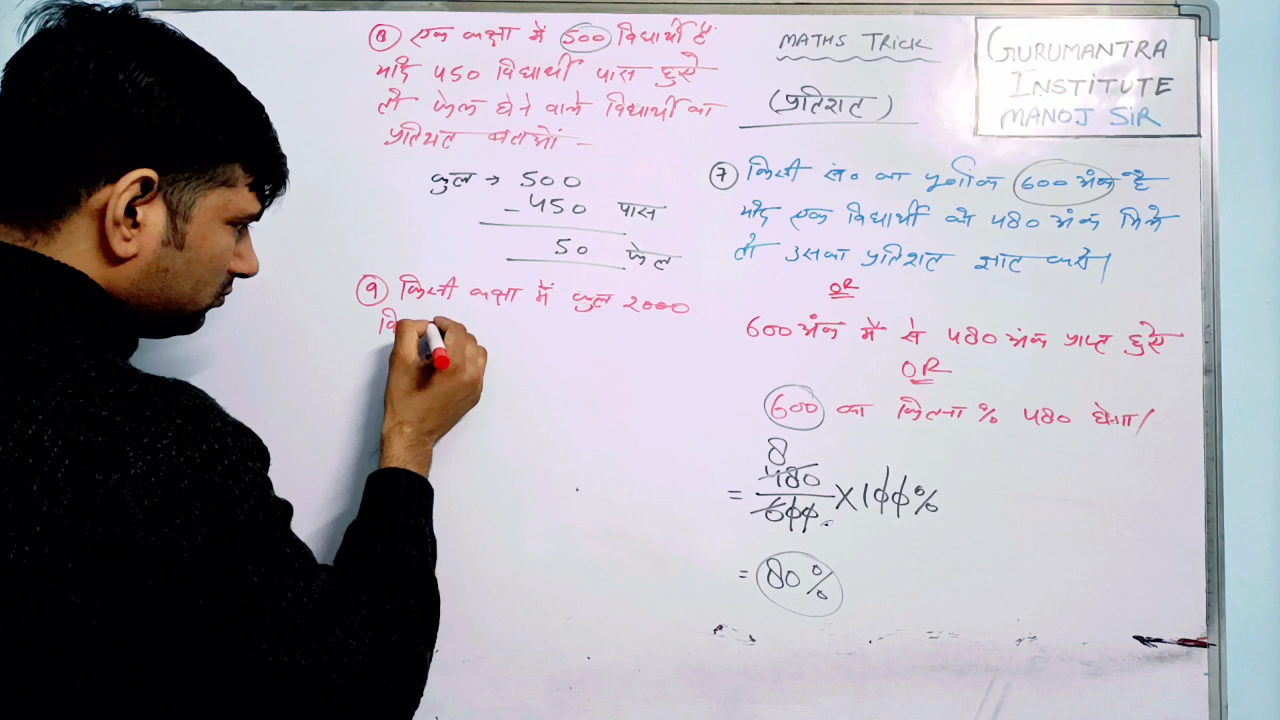 ⑧ एक कक्षा में 500 विद्यार्थी हैं
यदि 450 विद्यार्थी पास हुऐ
तो फेल होने वाले विद्यार्थी का
प्रतिशत बताओं -
कुल → 500
- 450 पास
50 फेल
⑨ किसी कक्षा में कुल 2000
वि
MATHS TRICK
(प्रतिशत)
GURUMANTRA
INSTITUTE
MANOJ SIR
⑦ किसी सं० का पूर्णांक 600 अंक है
यदि एक विद्यार्थी को 480 अंक मिले
तो उसका प्रतिशत ज्ञात करो।
OR
600 अंक में से 480 अंक प्राप्त हुऐ
OR
600 का कितना % 480 होगा।
8
= 480/600 × 100%
= 80%